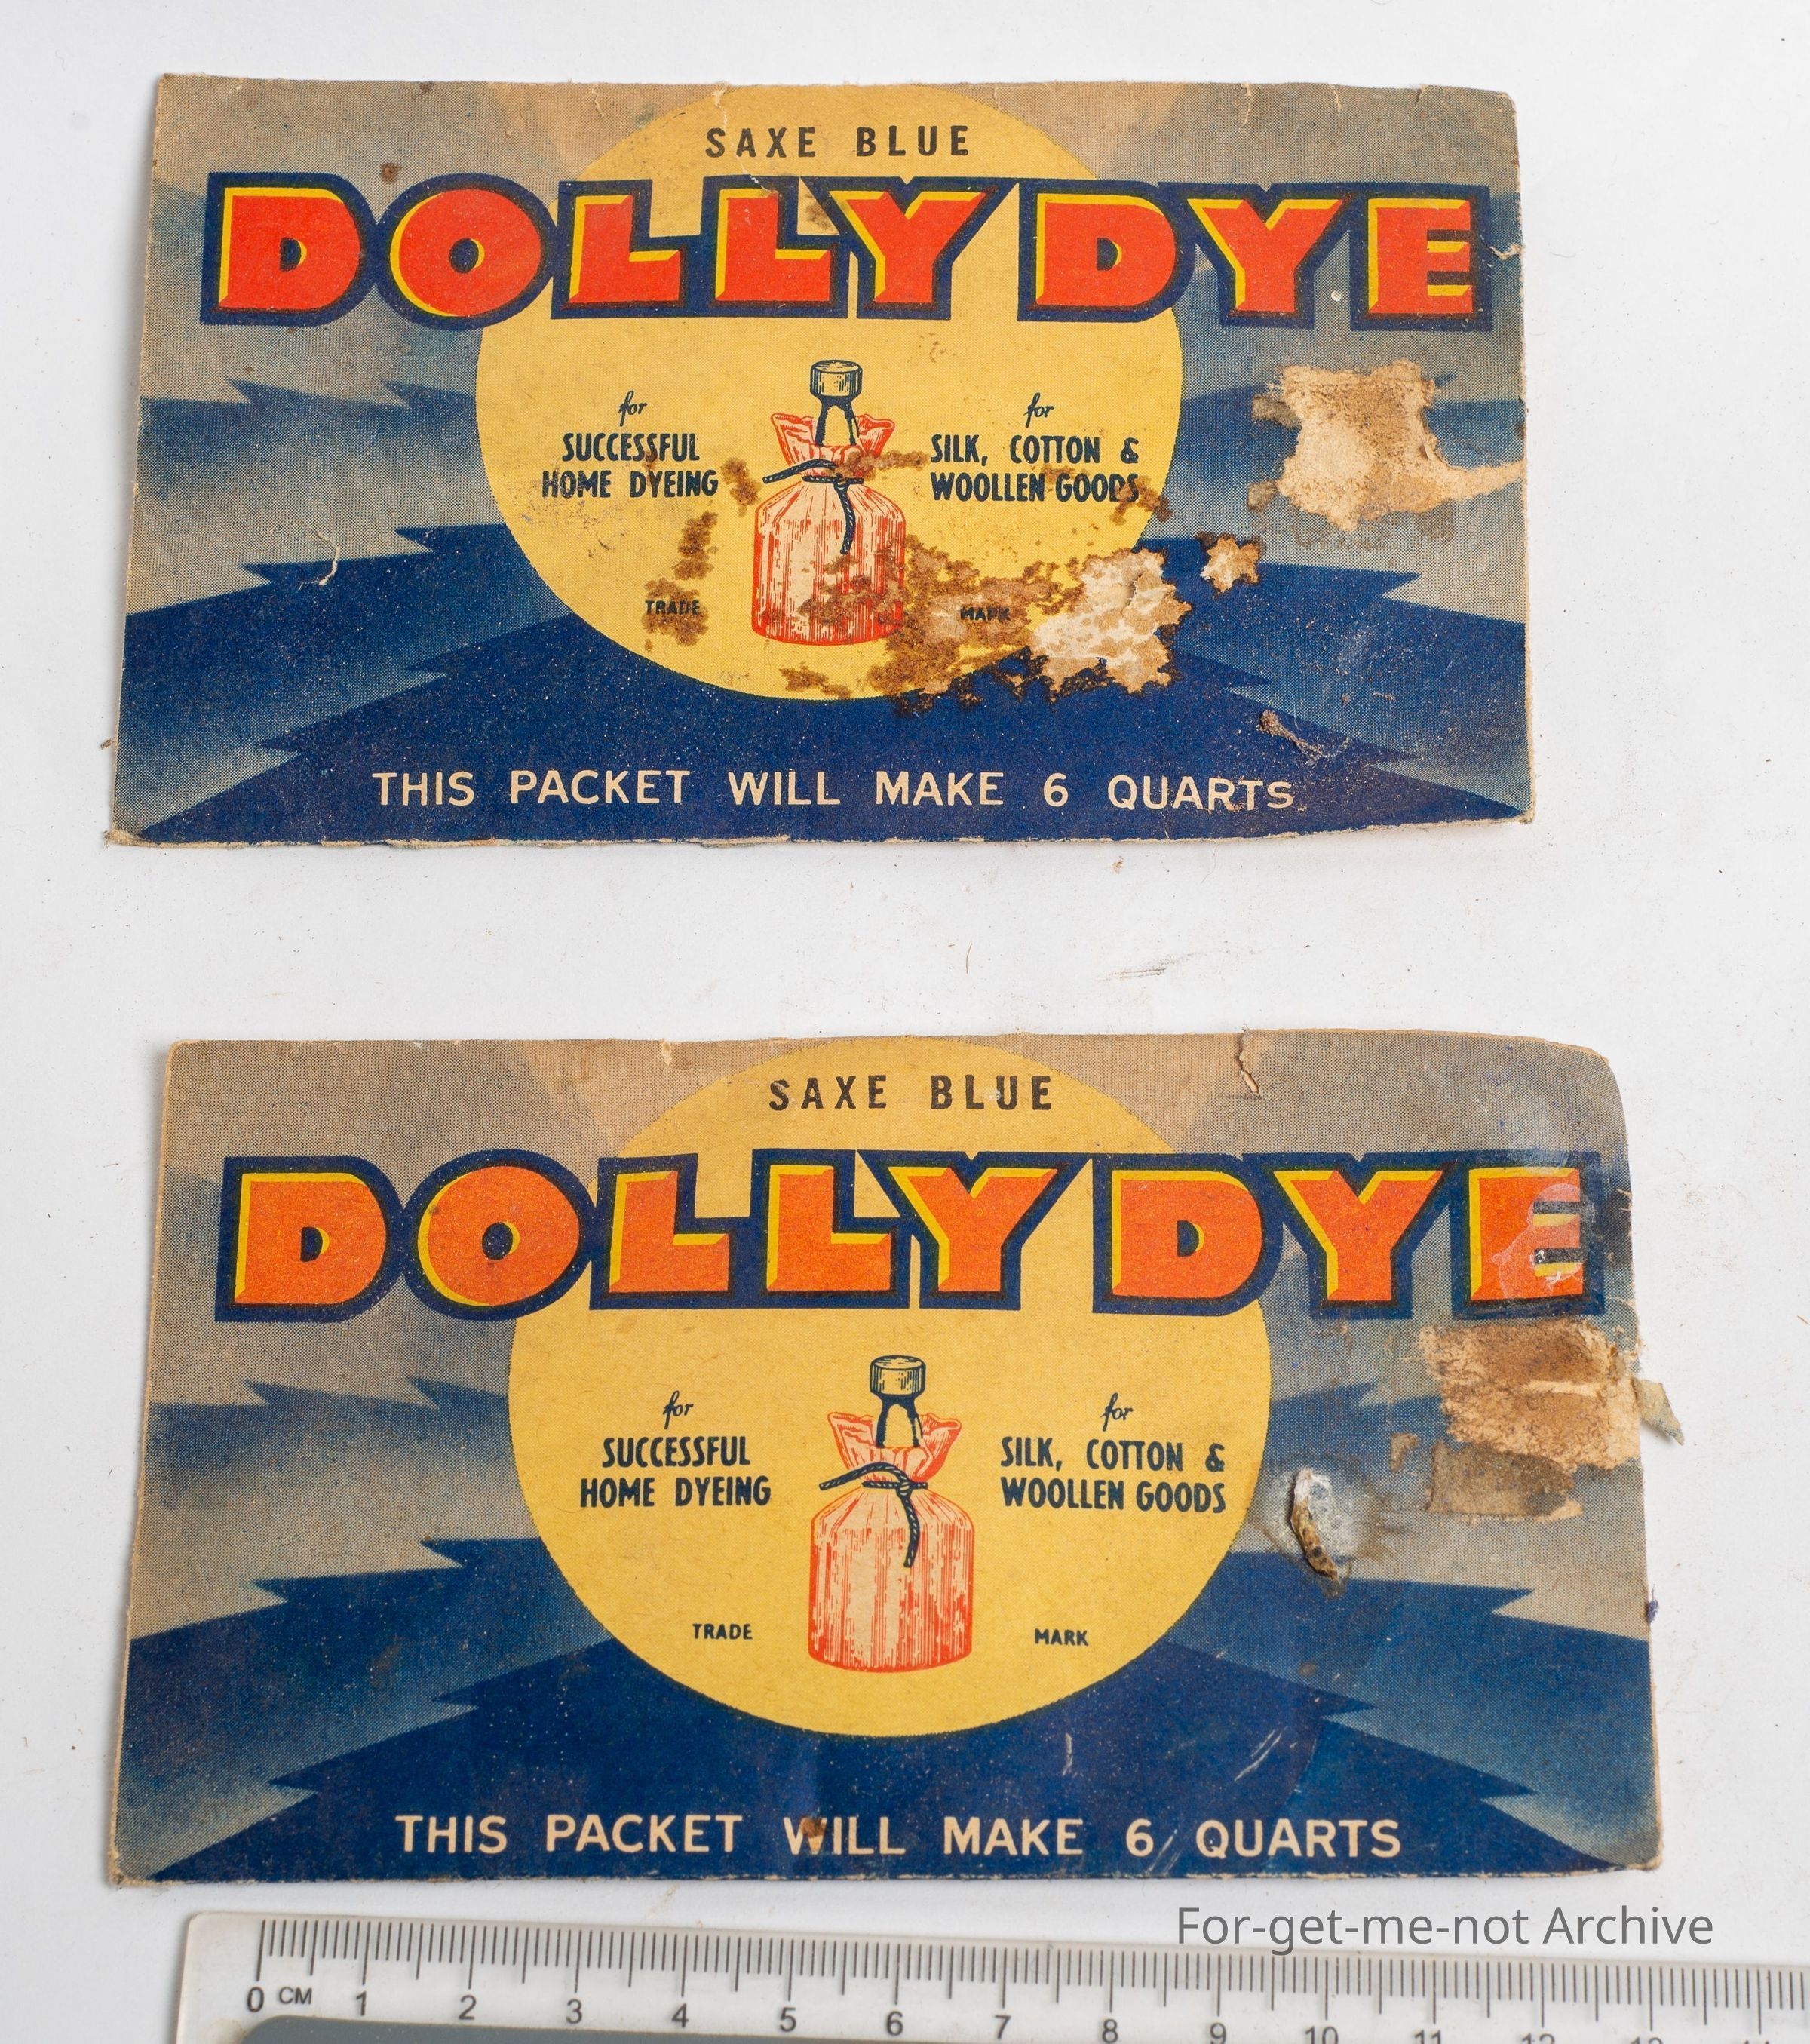 SAXE BLUE
DOLLY DYE
for
SUCCESSFUL
HOME DYEING
for
SILK, COTTON &
WOOLLEN GOODS
TRADE MARK
THIS PACKET WILL MAKE 6 QUARTS
SAXE BLUE
DOLLY DYE
for
SUCCESSFUL
HOME DYEING
for
SILK, COTTON &
WOOLLEN GOODS
TRADE MARK
THIS PACKET WILL MAKE 6 QUARTS
For-get-me-not Archive
0 CM 1 2 3 4 5 6 7 8 9 10 11 12 13